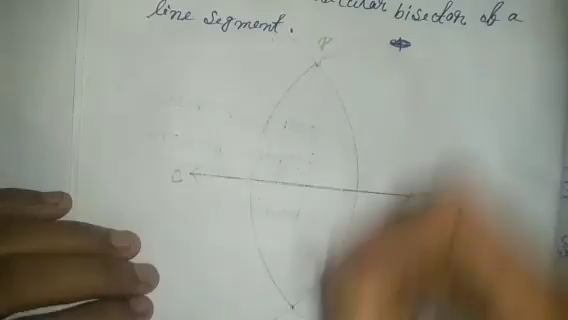 bisector of a
line segment.
P